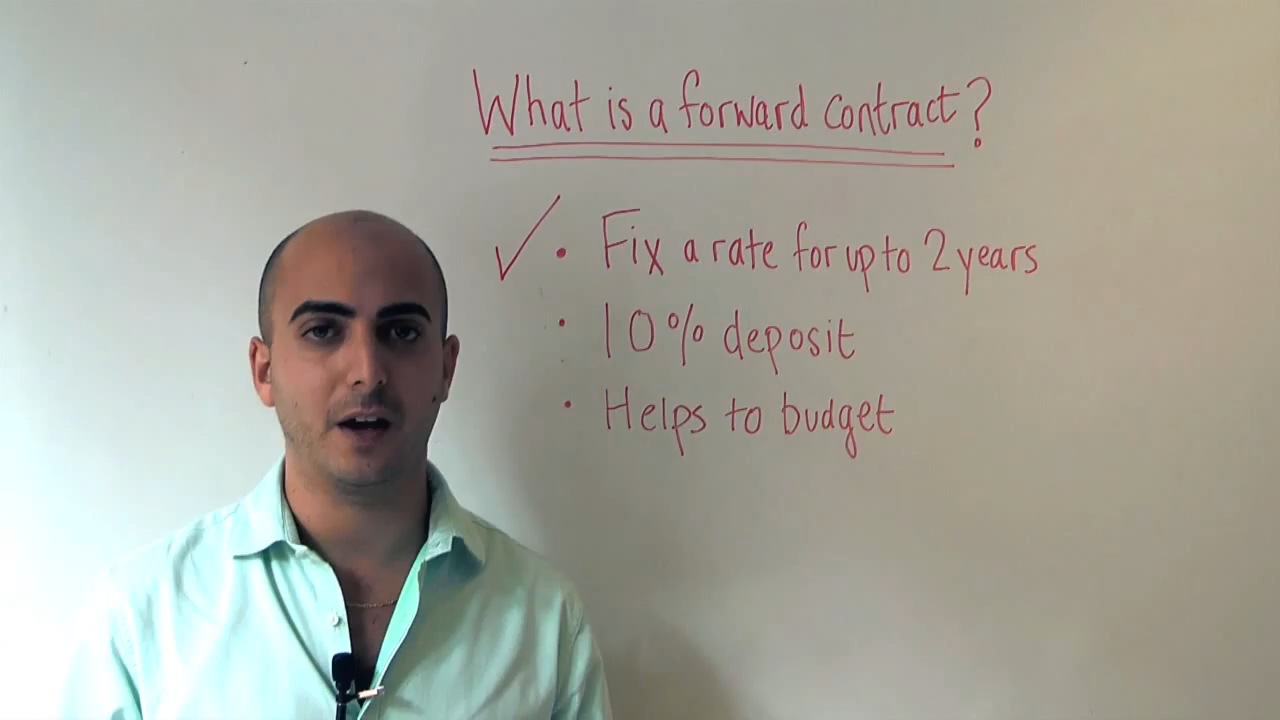 What is a forward contract?
✓ • Fix a rate for up to 2 years
• 10% deposit
• Helps to budget